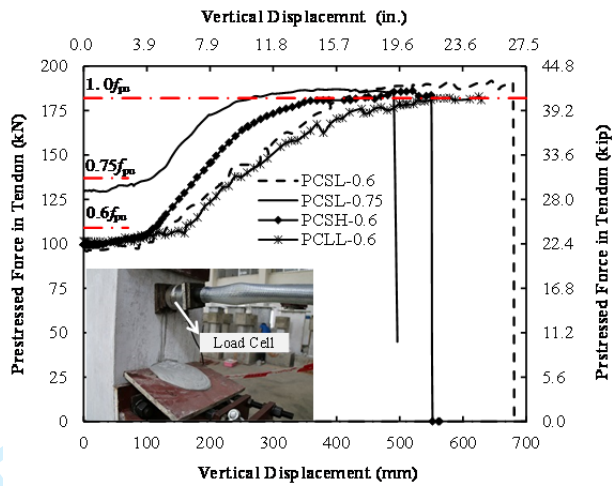 Vertical Displacemnt (in.)
0.0 3.9 7.9 11.8 15.7 19.6 22.5 25.6 27.5
200 175 150 125 100 75 50 25 0
Prestressed Force in Tendon (kN)
1.0fpu
0.75fpu
0.6fpu
PCSL-0.6
PCSL-0.75
PCSH-0.6
PCLL-0.6
Load Cell
44.8 39.2 33.6 28.0 22.4 16.8 11.2 5.6 0.0
Prstressed Force in Tendon (kip)
0 100 200 300 400 500 600 700
Vertical Displacement (mm)